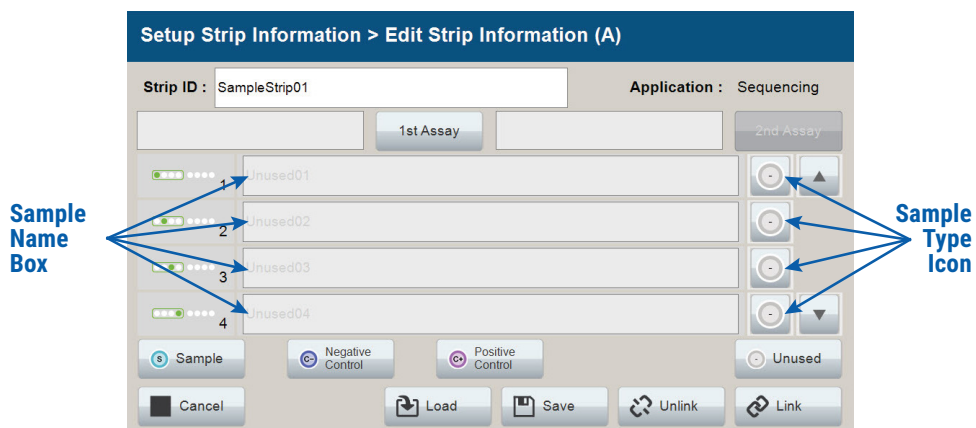 Setup Strip Information > Edit Strip Information (A)
Strip ID : SampleStrip01 Application : Sequencing
1st Assay 2nd Assay
1 Unused01 -
2 Unused02 -
3 Unused03 -
4 Unused04 -
Sample
Name
Box
Sample
Type
Icon
S Sample
C- Negative
Control
C+ Positive
Control
- Unused
Cancel Load Save Unlink Link